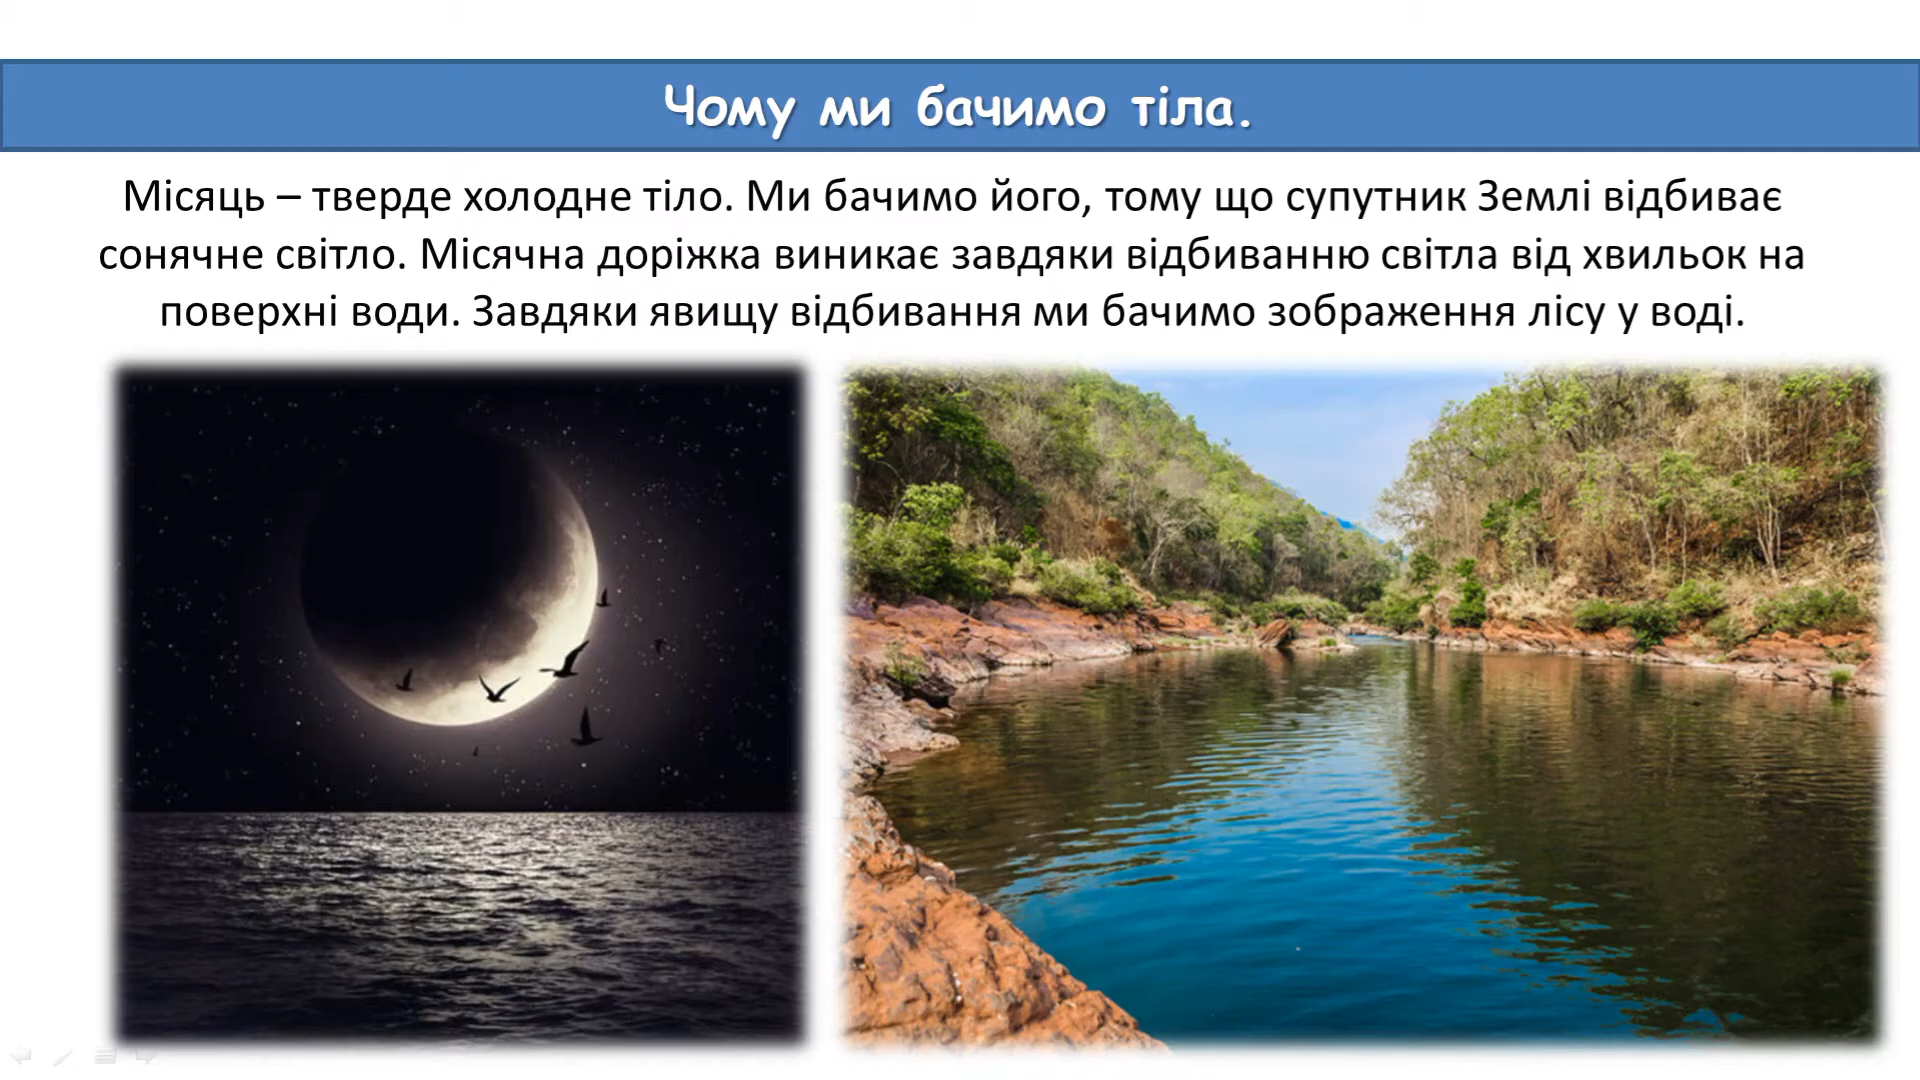 Чому ми бачимо тіла.
Місяць – тверде холодне тіло. Ми бачимо його, тому що супутник Землі відбиває
сонячне світло. Місячна доріжка виникає завдяки відбиванню світла від хвильок на
поверхні води. Завдяки явищу відбивання ми бачимо зображення лісу у воді.